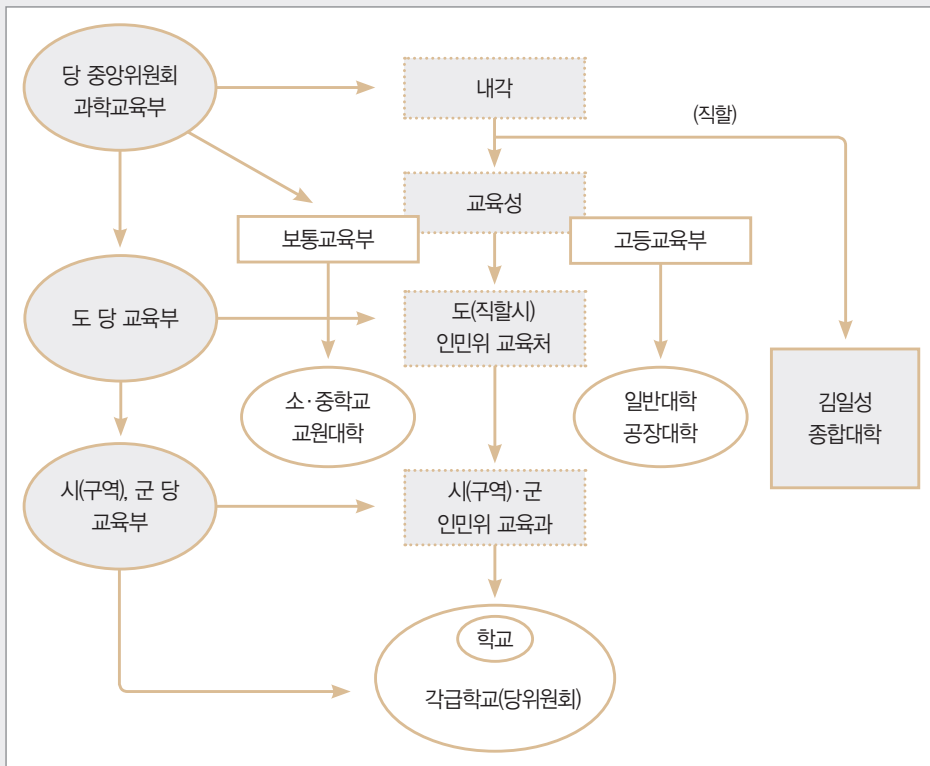 당 중앙위원회
과학교육부
내각
(직할)
교육성
보통교육부
고등교육부
도 당 교육부
도(직할시)
인민위 교육처
소·중학교
교원대학
일반대학
공장대학
김일성
종합대학
시(구역), 군 당
교육부
시(구역)·군
인민위 교육과
학교
각급학교(당위원회)